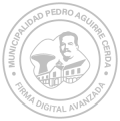 MUNICIPALIDAD PEDRO AGUIRRE CERDA
FIRMA DIGITAL AVANZADA